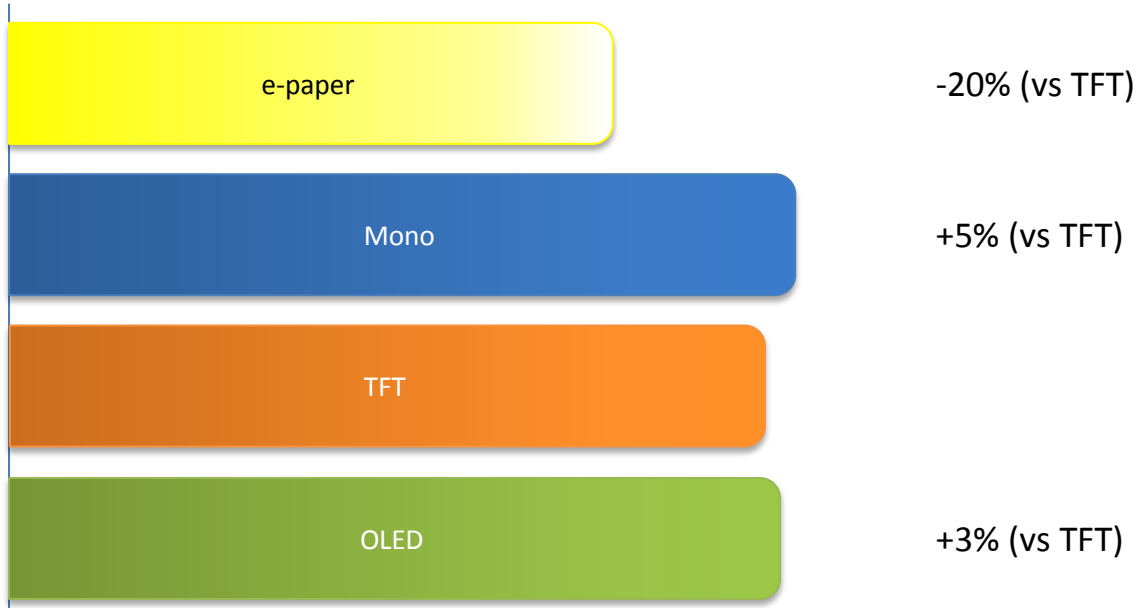 e-paper
-20% (vs TFT)
Mono
+5% (vs TFT)
TFT
OLED
+3% (vs TFT)